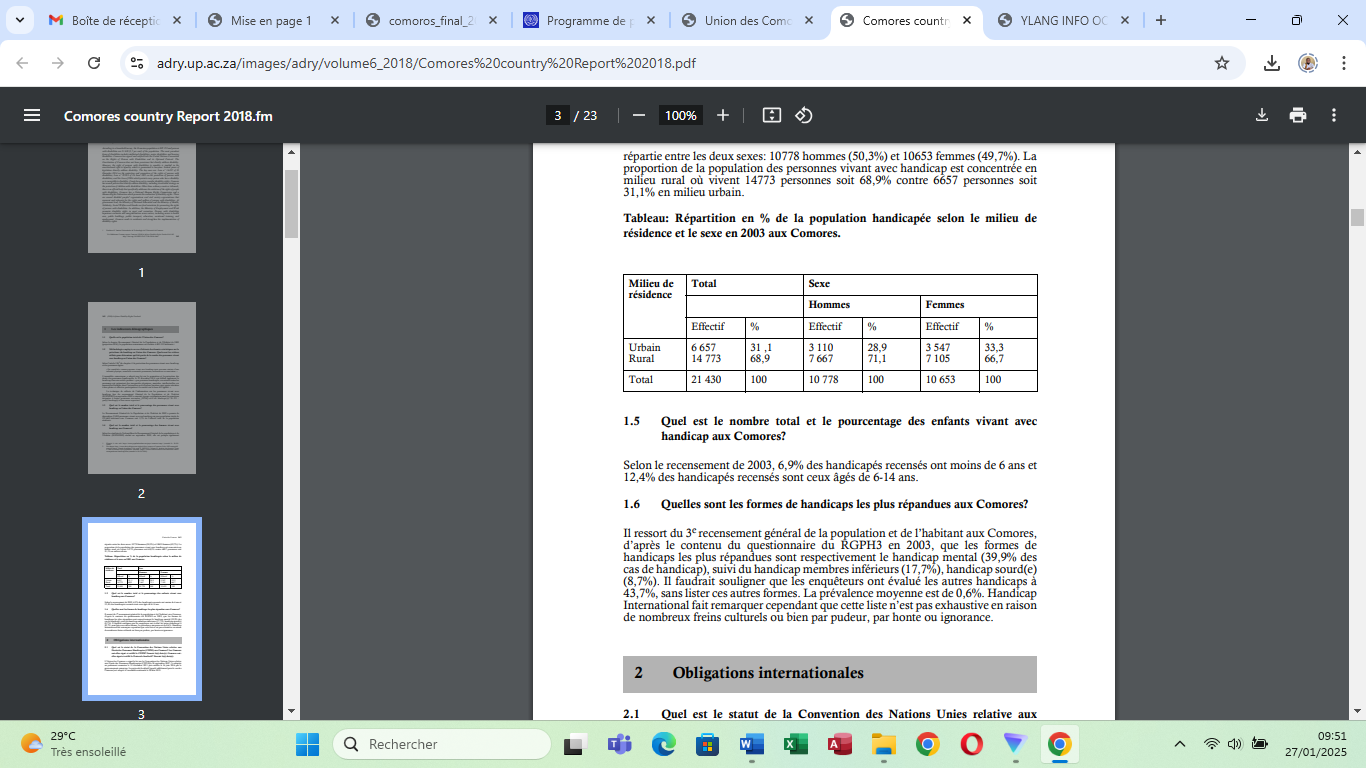 Boîte de récepti
Mise en page 1
comoros_final_2
Programme de p
Union des Como
Comores countr
YLANG INFO OC
adry.up.ac.za/images/adry/volume6_2018/Comores%20country%20Report%202018.pdf
Comores country Report 2018.fm
3 / 23
100%
1
2
3
répartie entre les deux sexes: 10778 hommes (50,3%) et 10653 femmes (49,7%). La
proportion de la population des personnes vivant avec handicap est concentrée en
milieu rural où vivent 14773 personnes soit 68,9% contre 6657 personnes soit
31,1% en milieu urbain.
Tableau: Répartition en % de la population handicapée selon le milieu de
résidence et le sexe en 2003 aux Comores.
Milieu de résidence Total Sexe
Hommes Femmes
Effectif % Effectif % Effectif %
Urbain 6 657 31 ,1 3 110 28,9 3 547 33,3
Rural 14 773 68,9 7 667 71,1 7 105 66,7
Total 21 430 100 10 778 100 10 653 100
1.5 Quel est le nombre total et le pourcentage des enfants vivant avec
handicap aux Comores?
Selon le recensement de 2003, 6,9% des handicapés recensés ont moins de 6 ans et
12,4% des handicapés recensés sont ceux âgés de 6-14 ans.
1.6 Quelles sont les formes de handicaps les plus répandues aux Comores?
Il ressort du 3e recensement général de la population et de l'habitant aux Comores,
d'après le contenu du questionnaire du RGPH3 en 2003, que les formes de
handicaps les plus répandues sont respectivement le handicap mental (39,9% des
cas de handicap), suivi du handicap membres inférieurs (17,7%), handicap sourd(e)
(8,7%). Il faudrait souligner que les enquêteurs ont évalué les autres handicaps à
43,7%, sans lister ces autres formes. La prévalence moyenne est de 0,6%. Handicap
International fait remarquer cependant que cette liste n'est pas exhaustive en raison
de nombreux freins culturels ou bien par pudeur, par honte ou ignorance.
2 Obligations internationales
2.1 Quel est le statut de la Convention des Nations Unies relative aux
29°C
Très ensoleillé
Rechercher
09:51
27/01/2025